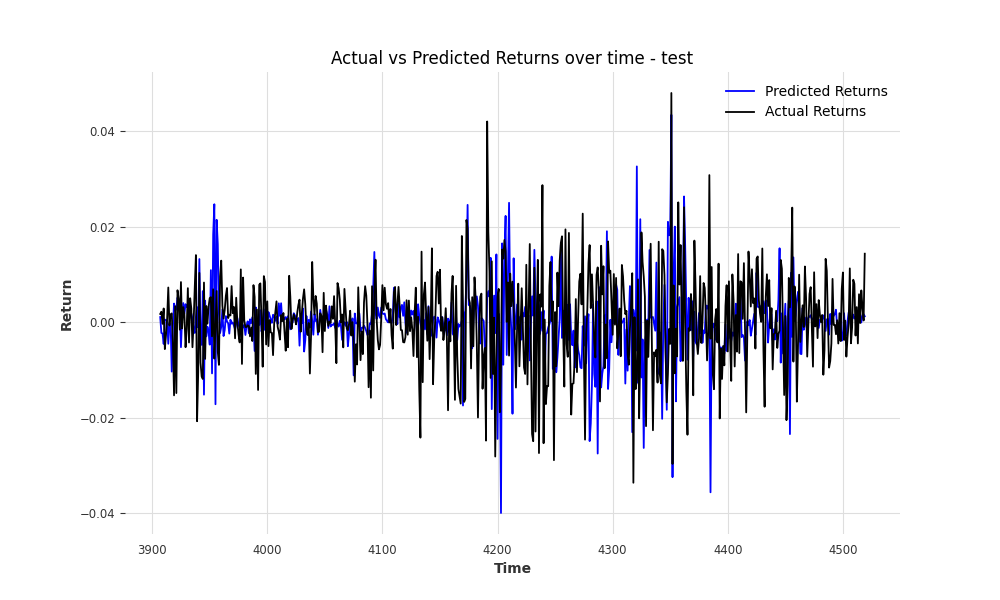 Actual vs Predicted Returns over time - test
Predicted Returns
Actual Returns
0.04
0.02
0.00
−0.02
−0.04
Return
3900 4000 4100 4200 4300 4400 4500
Time